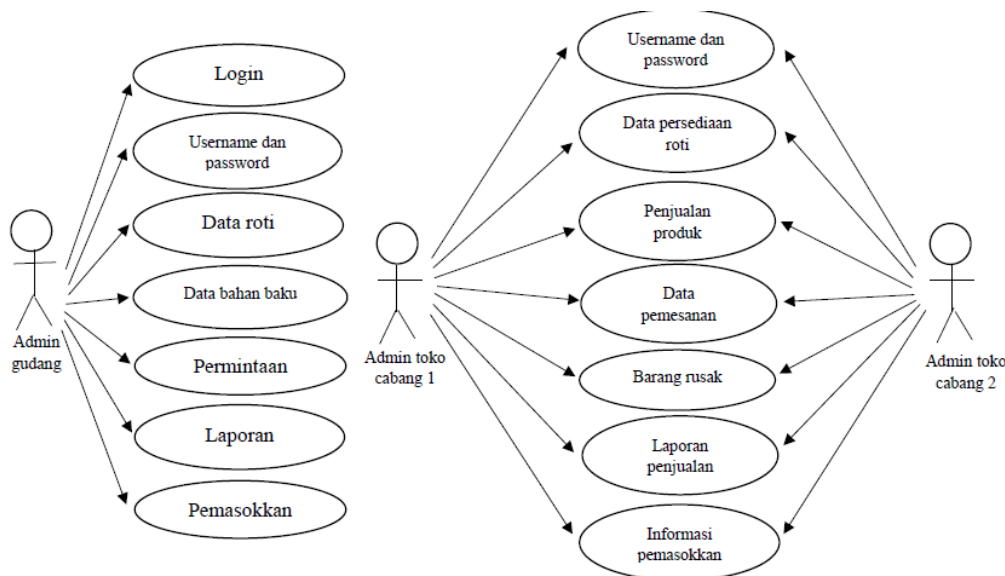 Login
Username dan
password
Data roti
Data bahan baku
Permintaan
Laporan
Pemasokkan
Admin
gudang
Username dan
password
Data persediaan
roti
Penjualan
produk
Data
pemesanan
Barang rusak
Laporan
penjualan
Informasi
pemasokkan
Admin toko
cabang 1
Admin toko
cabang 2